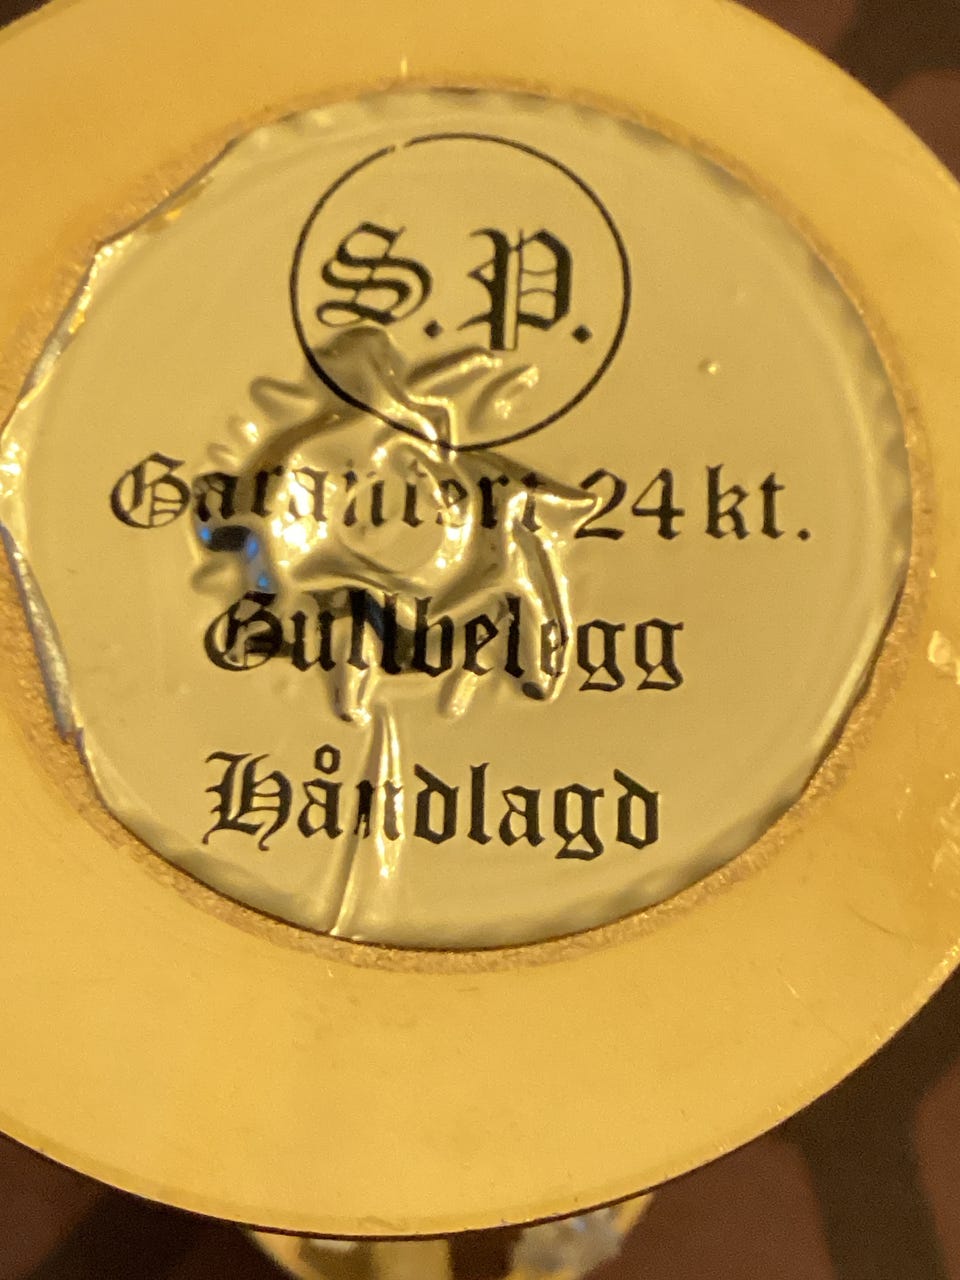 S.P.
Garantert 24 kt.
Gullbelegg
Håndlagd